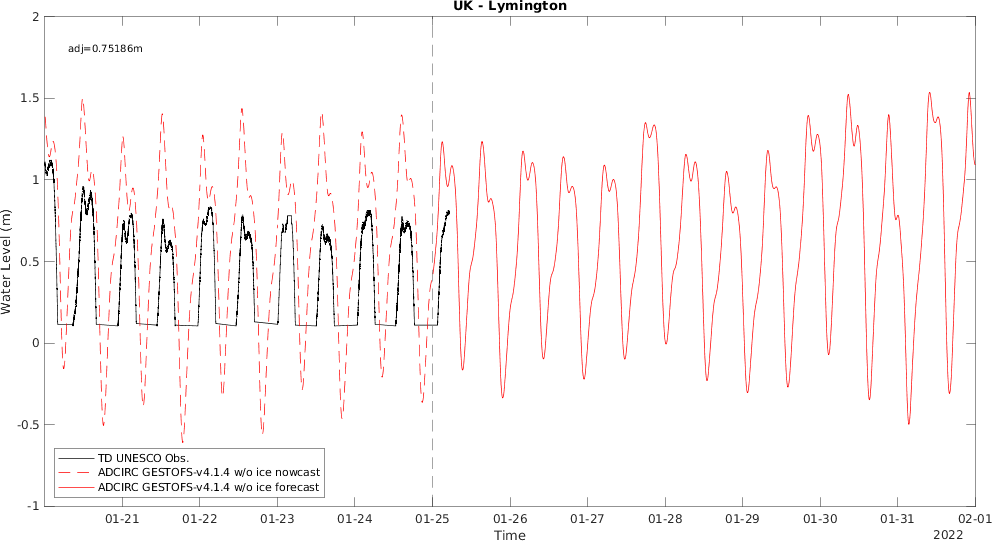 UK - Lymington
adj=0.75186m
2
1.5
1
0.5
0
-0.5
-1
Water Level (m)
TD UNESCO Obs.
ADCIRC GESTOFS-v4.1.4 w/o ice nowcast
ADCIRC GESTOFS-v4.1.4 w/o ice forecast
01-21 01-22 01-23 01-24 01-25 01-26 01-27 01-28 01-29 01-30 01-31 02-01
Time
2022